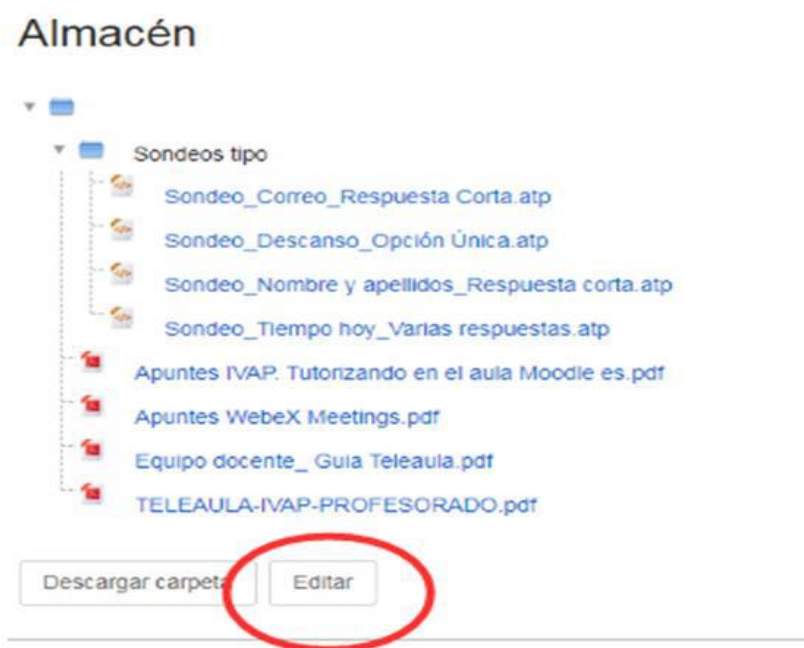 Almacén
Sondeos tipo
Sondeo_Correo_Respuesta Corta.atp
Sondeo_Descanso_Opción Única.atp
Sondeo_Nombre y apellidos_Respuesta corta.atp
Sondeo_Tiempo hoy_Varias respuestas.atp
Apuntes IVAP. Tutorizando en el aula Moodle es.pdf
Apuntes WebeX Meetings.pdf
Equipo docente_ Guia Teleaula.pdf
TELEAULA-IVAP-PROFESORADO.pdf
Descargar carpeta Editar